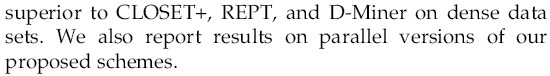 superior to CLOSET+, REPT, and D-Miner on dense data
sets. We also report results on parallel versions of our
proposed schemes.